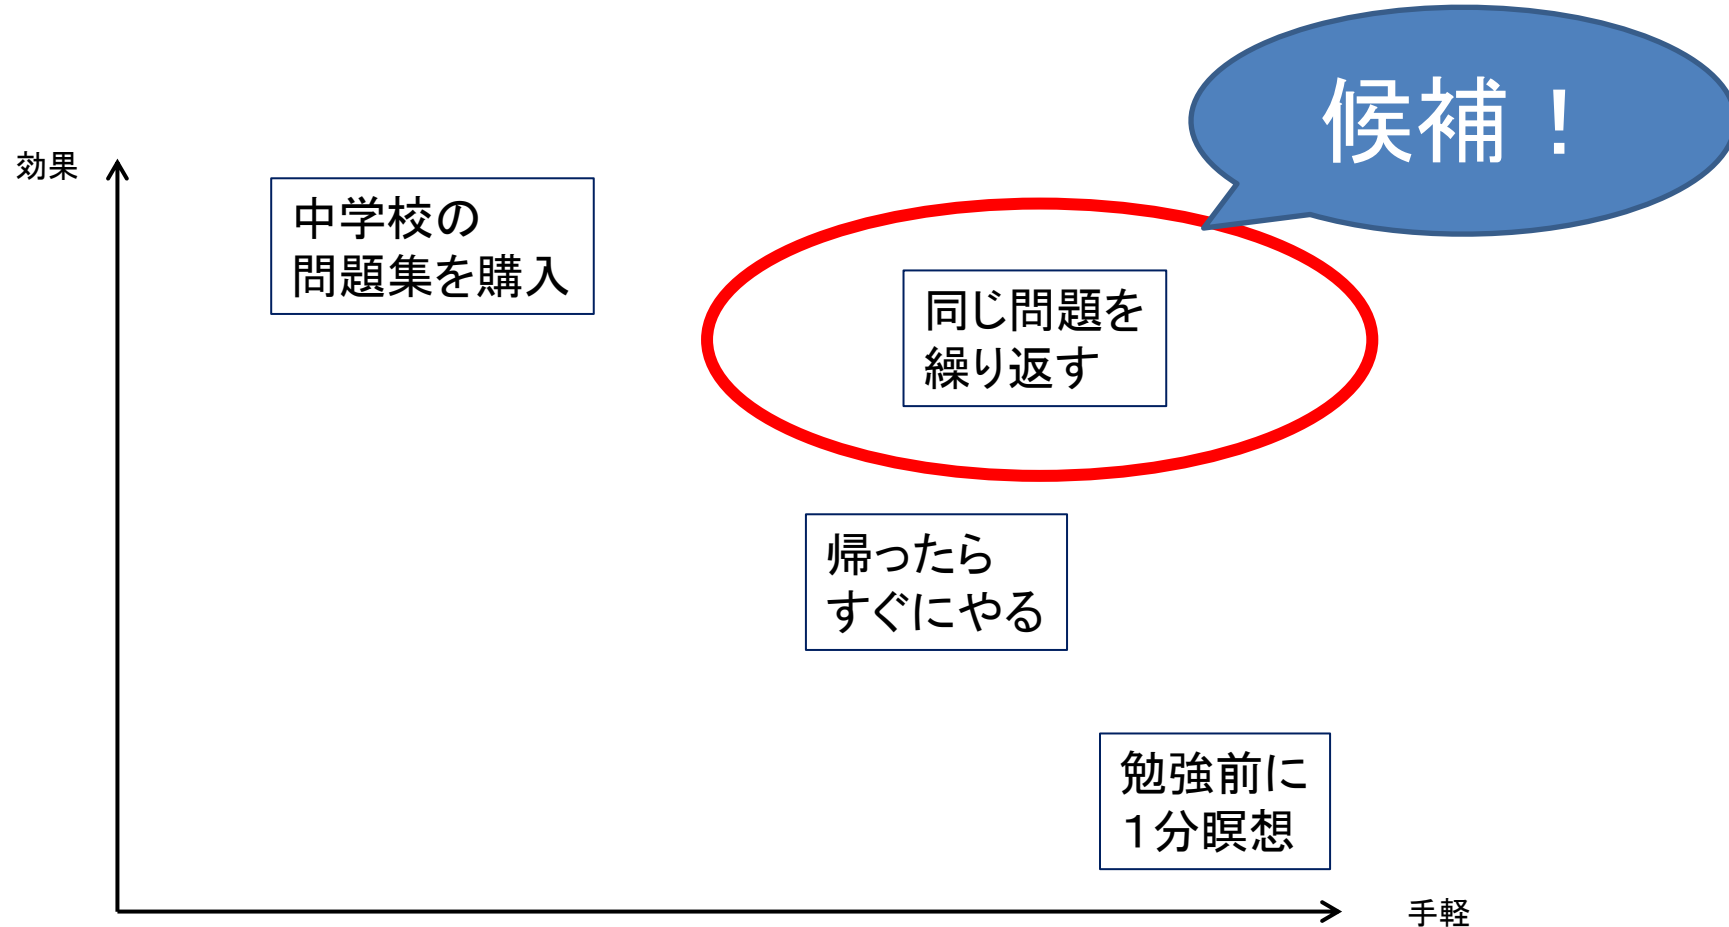 候補！
効果
中学校の
問題集を購入
同じ問題を
繰り返す
帰ったら
すぐにやる
勉強前に
１分瞑想
手軽